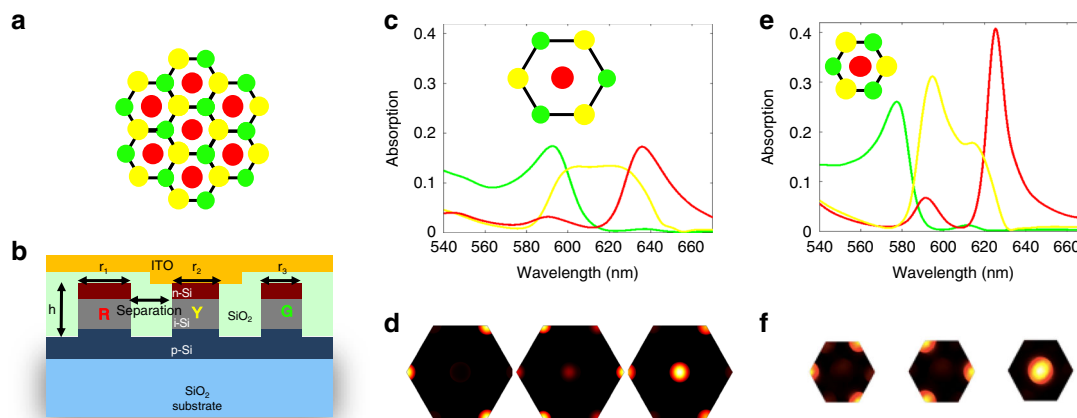 a
b
r1
ITO
r2
r3
n-Si
h
Separation
R
Y
SiO2
G
i-Si
p-Si
SiO2
substrate
c
0.4
0.3
0.2
0.1
0
Absorption
540 560 580 600 620 640 660
Wavelength (nm)
d
e
0.4
0.3
0.2
0.1
0
Absorption
540 560 580 600 620 640 660
Wavelength (nm)
f